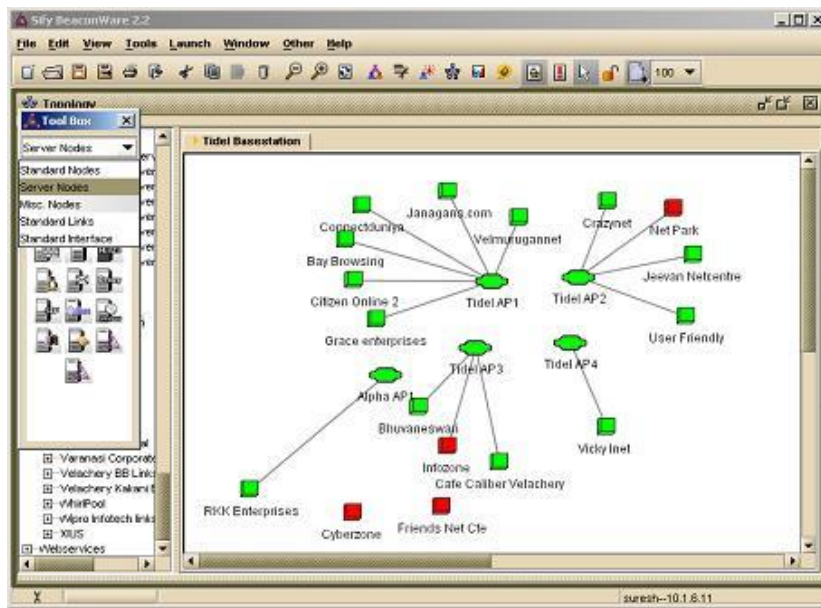 Sify BeaconWare 2.2
File Edit View Tools Launch Window Other Help
100
Topology
Tool Box
Server Nodes
Standard Nodes
Server Nodes
Misc. Nodes
Standard Links
Standard Interface
Varanasi Corporate
Velachery BB Links
Velachery Kakani
WhirlPool
Wipro Infotech links
XIUS
Webservices
Tidel Basestation
Janagans.com
Connectduniya
Velmurugannet
Bay Browsing
Citizen Online 2
Tidel AP1
Grace enterprises
Crazynet
Net Park
Jeevan Netcentre
Tidel AP2
User Friendly
Tidel AP3
Tidel AP4
Alpha AP1
Bhuvaneswari
Infozone
Cafe Caliber Velachery
Vicky Inet
RKK Enterprises
Cyberzone
Friends Net Cfe
suresh--10.1.6.11